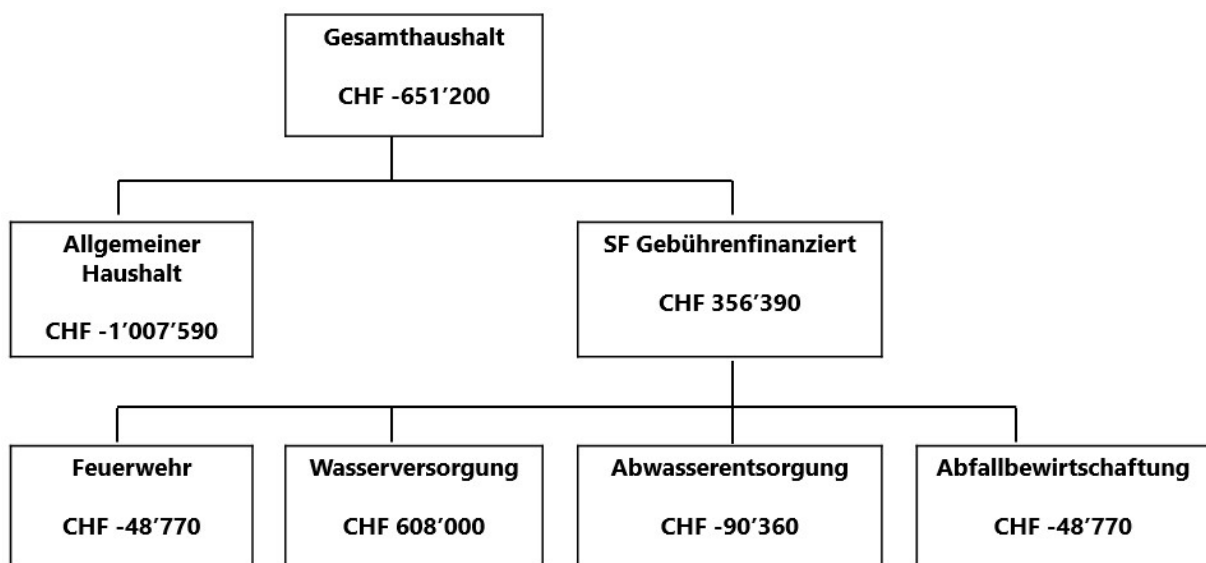 Gesamthaushalt
CHF -651’200
Allgemeiner
Haushalt
CHF -1’007’590
SF Gebührenfinanziert
CHF 356’390
Feuerwehr
CHF -48’770
Wasserversorgung
CHF 608’000
Abwasserentsorgung
CHF -90’360
Abfallbewirtschaftung
CHF -48’770